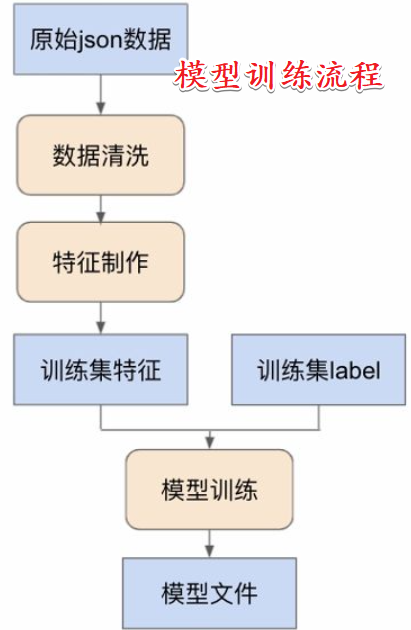 原始json数据
模型训练流程
数据清洗
特征制作
训练集特征
训练集label
模型训练
模型文件